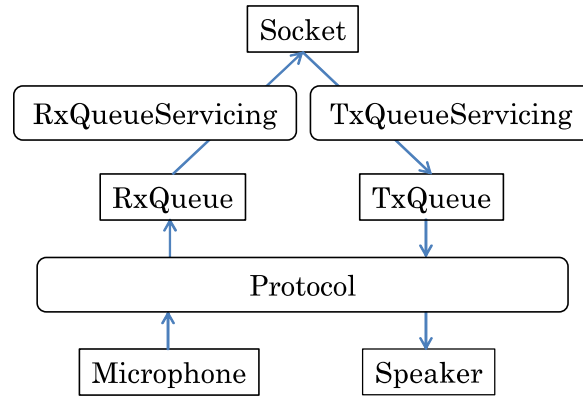 Socket
RxQueueServicing
TxQueueServicing
RxQueue
TxQueue
Protocol
Microphone
Speaker